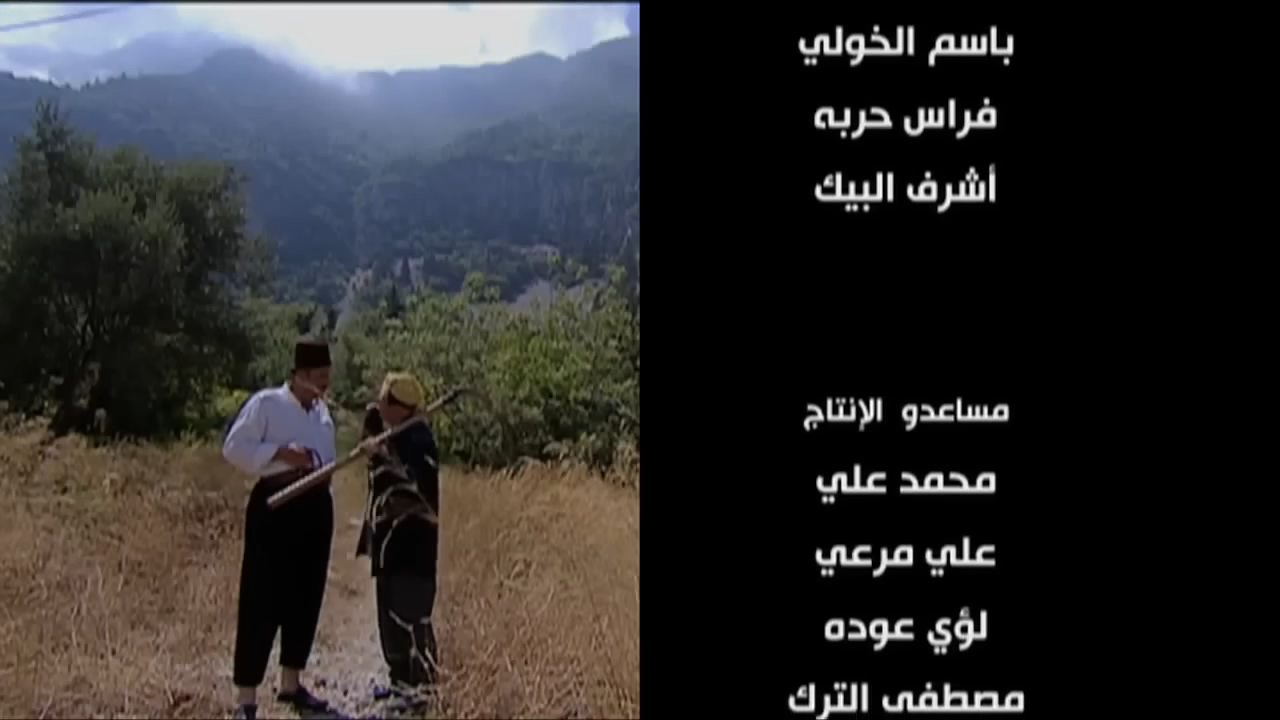 باسم الخولي
فراس حربه
أشرف البيك
مساعدو الإنتاج
محمد علي
علي مرعي
لؤي عوده
مصطفى الترك